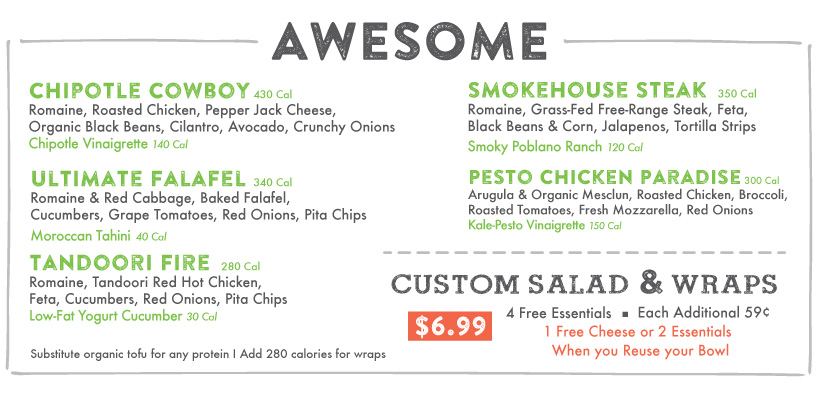 AWESOME
CHIPOTLE COWBOY 430 Cal
Romaine, Roasted Chicken, Pepper Jack Cheese,
Organic Black Beans, Cilantro, Avocado, Crunchy Onions
Chipotle Vinaigrette 140 Cal
ULTIMATE FALAFEL 340 Cal
Romaine & Red Cabbage, Baked Falafel,
Cucumbers, Grape Tomatoes, Red Onions, Pita Chips
Moroccan Tahini 40 Cal
TANDOORI FIRE 280 Cal
Romaine, Tandoori Red Hot Chicken,
Feta, Cucumbers, Red Onions, Pita Chips
Low-Fat Yogurt Cucumber 30 Cal
Substitute organic tofu for any protein I Add 280 calories for wraps
SMOKEHOUSE STEAK 350 Cal
Romaine, Grass-Fed Free-Range Steak, Feta,
Black Beans & Corn, Jalapenos, Tortilla Strips
Smoky Poblano Ranch 120 Cal
PESTO CHICKEN PARADISE 300 Cal
Arugula & Organic Mesclun, Roasted Chicken, Broccoli,
Roasted Tomatoes, Fresh Mozzarella, Red Onions
Kale-Pesto Vinaigrette 150 Cal
CUSTOM SALAD & WRAPS
$6.99
4 Free Essentials ▪ Each Additional 59¢
1 Free Cheese or 2 Essentials
When you Reuse your Bowl